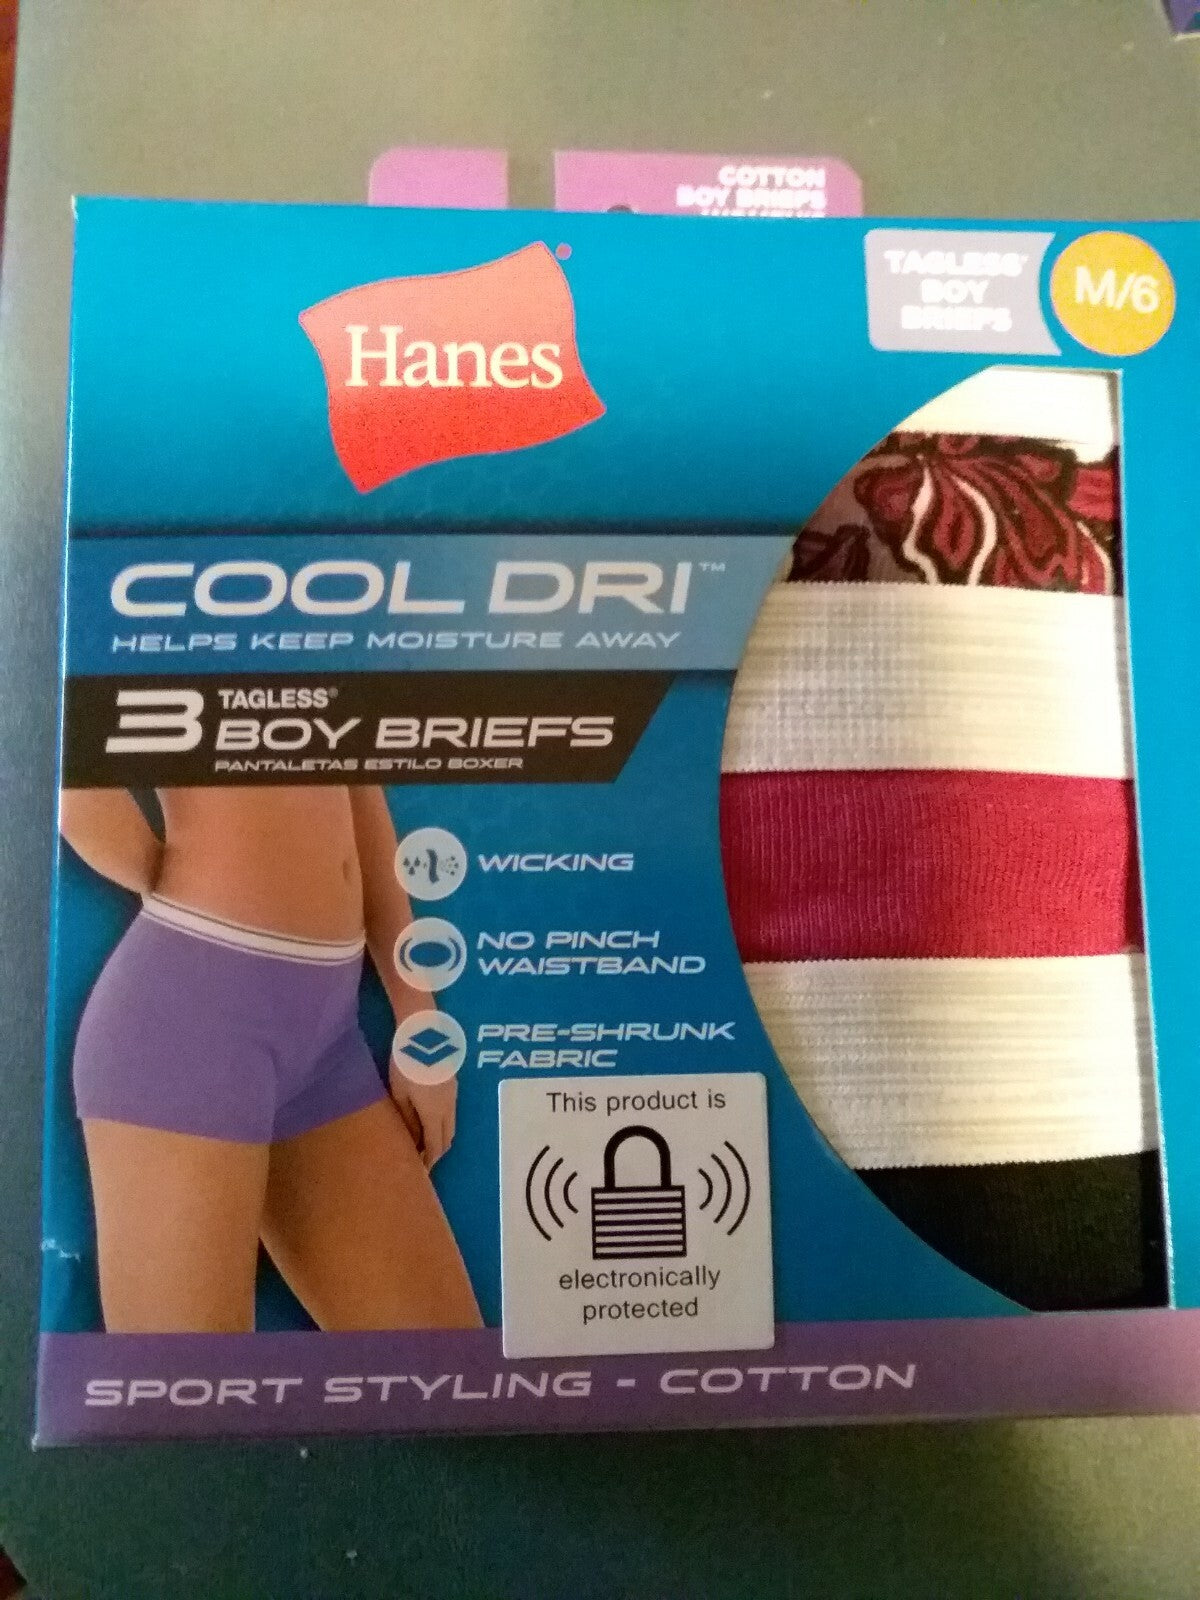 COTTON
BOY BRIEFS
Hanes
TAGLESS®
BOY
BRIEFS
M/6
COOL DRI™
HELPS KEEP MOISTURE AWAY
3 TAGLESS®
BOY BRIEFS
PANTALETAS ESTILO BOXER
WICKING
NO PINCH
WAISTBAND
PRE-SHRUNK
FABRIC
This product is
electronically
protected
SPORT STYLING - COTTON